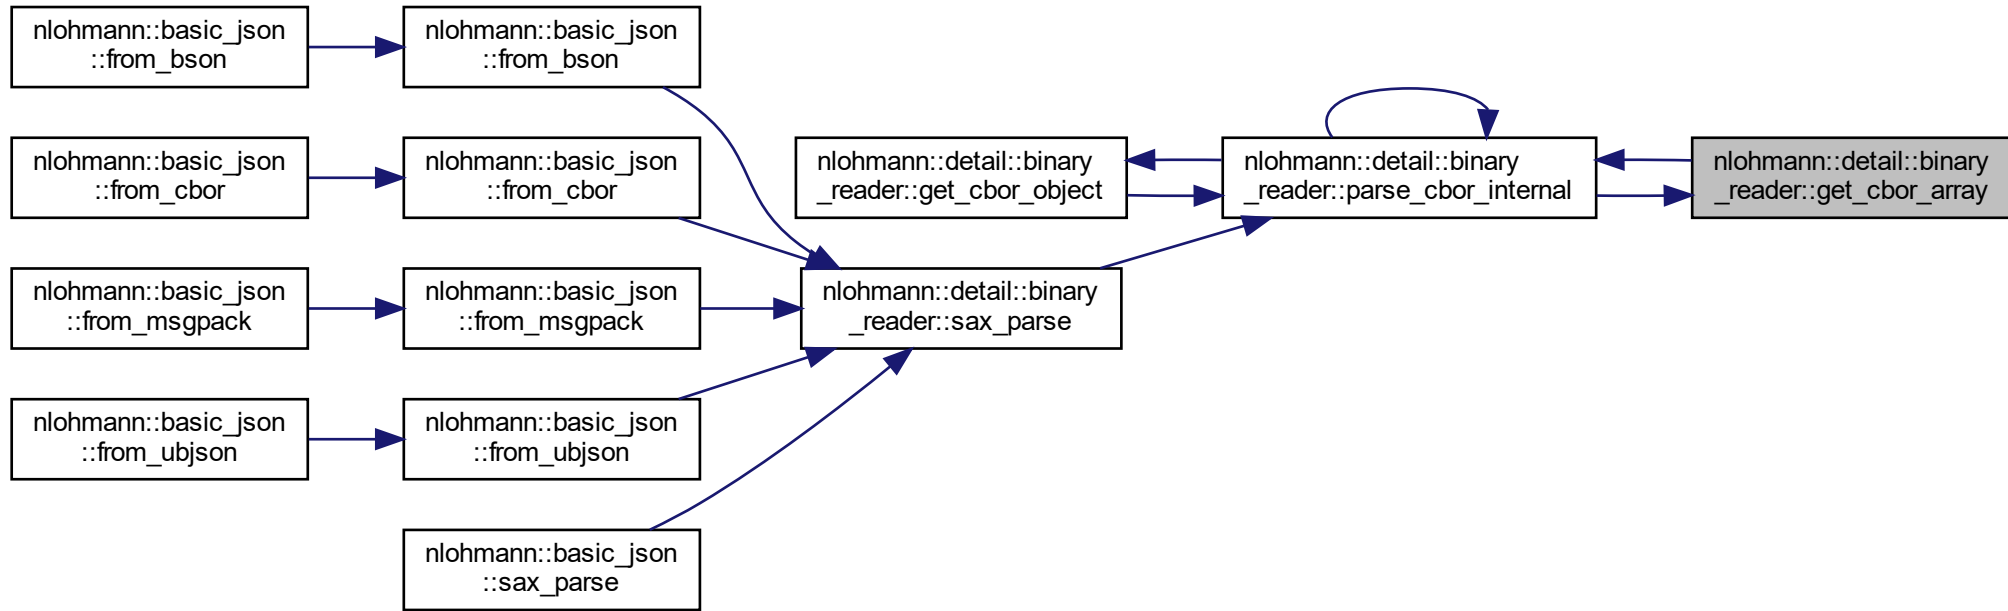 nlohmann::basic_json
::from_bson
nlohmann::basic_json
::from_bson
nlohmann::basic_json
::from_cbor
nlohmann::basic_json
::from_cbor
nlohmann::detail::binary
_reader::get_cbor_object
nlohmann::detail::binary
_reader::parse_cbor_internal
nlohmann::detail::binary
_reader::get_cbor_array
nlohmann::basic_json
::from_msgpack
nlohmann::basic_json
::from_msgpack
nlohmann::detail::binary
_reader::sax_parse
nlohmann::basic_json
::from_ubjson
nlohmann::basic_json
::from_ubjson
nlohmann::basic_json
::sax_parse